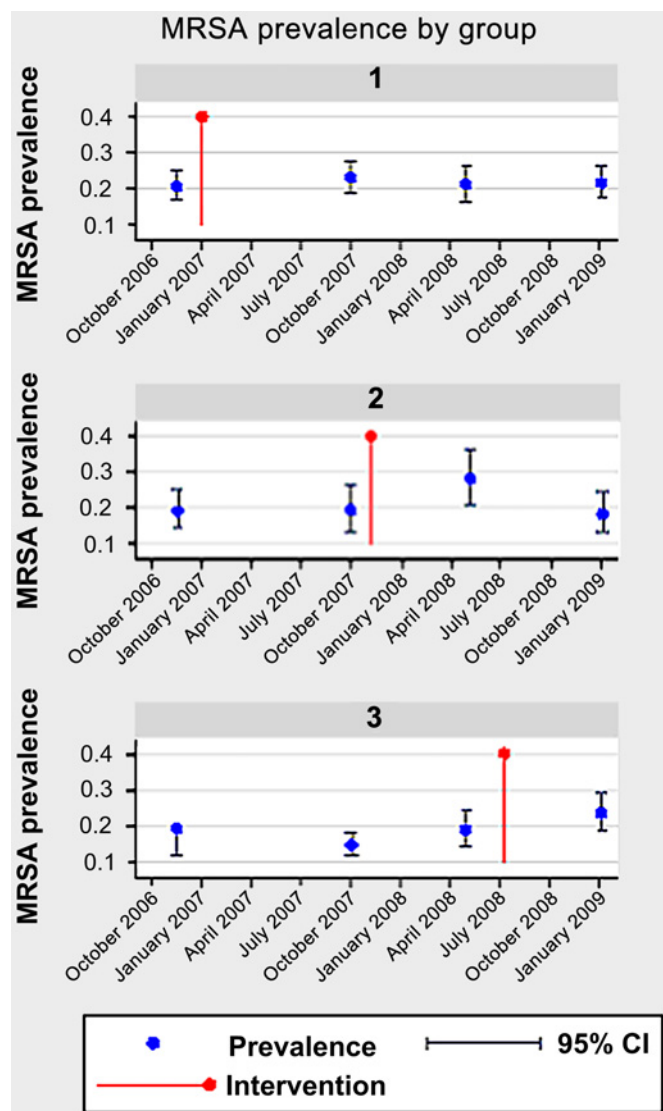 MRSA prevalence by group
1
MRSA prevalence
0.4
0.3
0.2
0.1
October 2006
January 2007
April 2007
July 2007
October 2007
January 2008
April 2008
July 2008
October 2008
January 2009
2
MRSA prevalence
0.4
0.3
0.2
0.1
October 2006
January 2007
April 2007
July 2007
October 2007
January 2008
April 2008
July 2008
October 2008
January 2009
3
MRSA prevalence
0.4
0.3
0.2
0.1
October 2006
January 2007
April 2007
July 2007
October 2007
January 2008
April 2008
July 2008
October 2008
January 2009
Prevalence
95% CI
Intervention